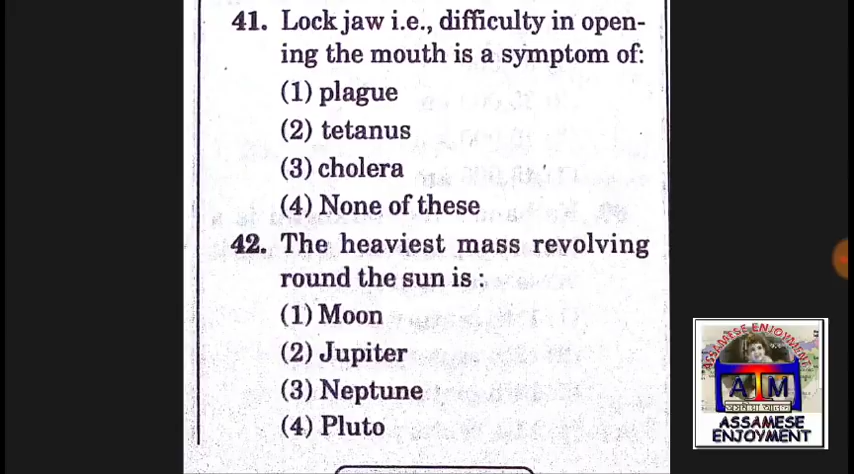 41. Lock jaw i.e., difficulty in open-
ing the mouth is a symptom of:
(1) plague
(2) tetanus
(3) cholera
(4) None of these
42. The heaviest mass revolving
round the sun is :
(1) Moon
(2) Jupiter
(3) Neptune
(4) Pluto
ASSAMESE ENJOYMENT
ATM
ASSAMESE
ENJOYMENT